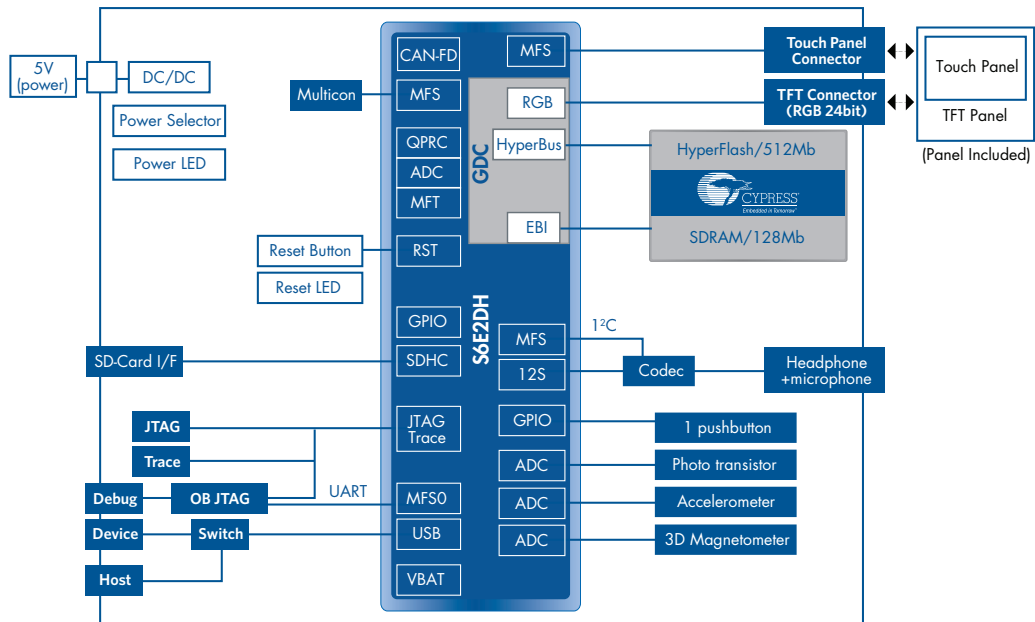 5V
(power)
DC/DC
Power Selector
Power LED
Multicon
Reset Button
Reset LED
SD-Card I/F
JTAG
Trace
Debug
OB JTAG
UART
Device
Switch
Host
CAN-FD
MFS
QPRC
ADC
MFT
RST
GPIO
SDHC
JTAG
Trace
MFS0
USB
VBAT
S6E2DH
GDC
MFS
RGB
HyperBus
EBI
MFS
12S
GPIO
ADC
ADC
ADC
Touch Panel
Connector
TFT Connector
(RGB 24bit)
Touch Panel
TFT Panel
(Panel Included)
HyperFlash/512Mb
CYPRESS
Embedded in Tomorrow™
SDRAM/128Mb
1²C
Codec
Headphone
+microphone
1 pushbutton
Photo transistor
Accelerometer
3D Magnetometer